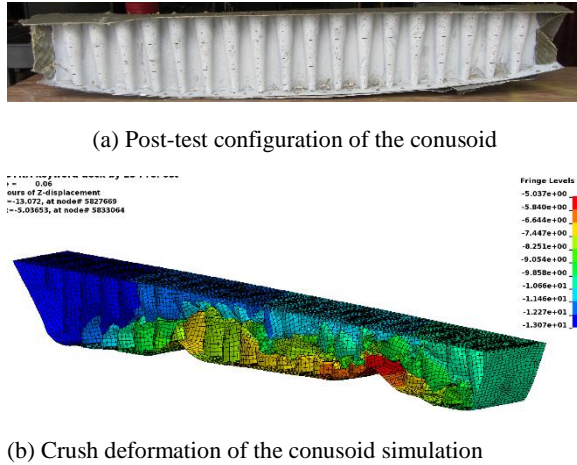 (a) Post-test configuration of the conusoid
= 0.06
ours of Z-displacement
=-13.072, at node# 5827669
=-5.03653, at node# 5833064
Fringe Levels
-5.037e+00
-5.840e+00
-6.644e+00
-7.447e+00
-8.251e+00
-9.054e+00
-9.858e+00
-1.066e+01
-1.146e+01
-1.227e+01
-1.307e+01
(b) Crush deformation of the conusoid simulation